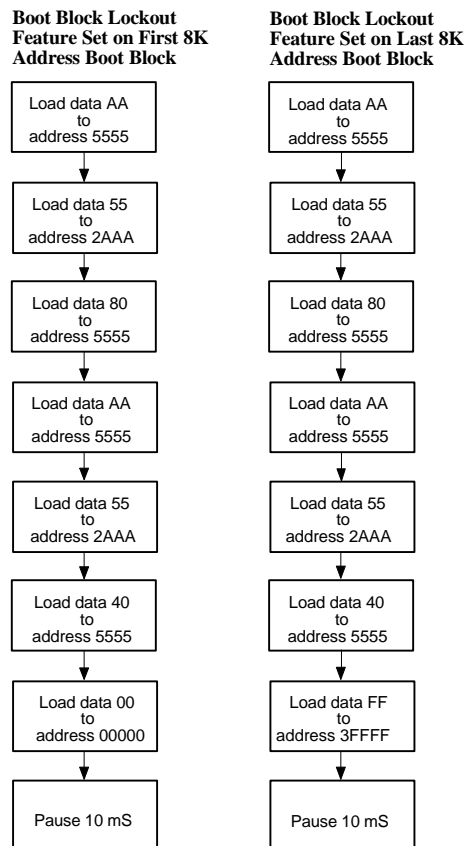 Boot Block Lockout
Feature Set on First 8K
Address Boot Block
Load data AA
to
address 5555
Load data 55
to
address 2AAA
Load data 80
to
address 5555
Load data AA
to
address 5555
Load data 55
to
address 2AAA
Load data 40
to
address 5555
Load data 00
to
address 00000
Pause 10 mS
Boot Block Lockout
Feature Set on Last 8K
Address Boot Block
Load data AA
to
address 5555
Load data 55
to
address 2AAA
Load data 80
to
address 5555
Load data AA
to
address 5555
Load data 55
to
address 2AAA
Load data 40
to
address 5555
Load data FF
to
address 3FFFF
Pause 10 mS